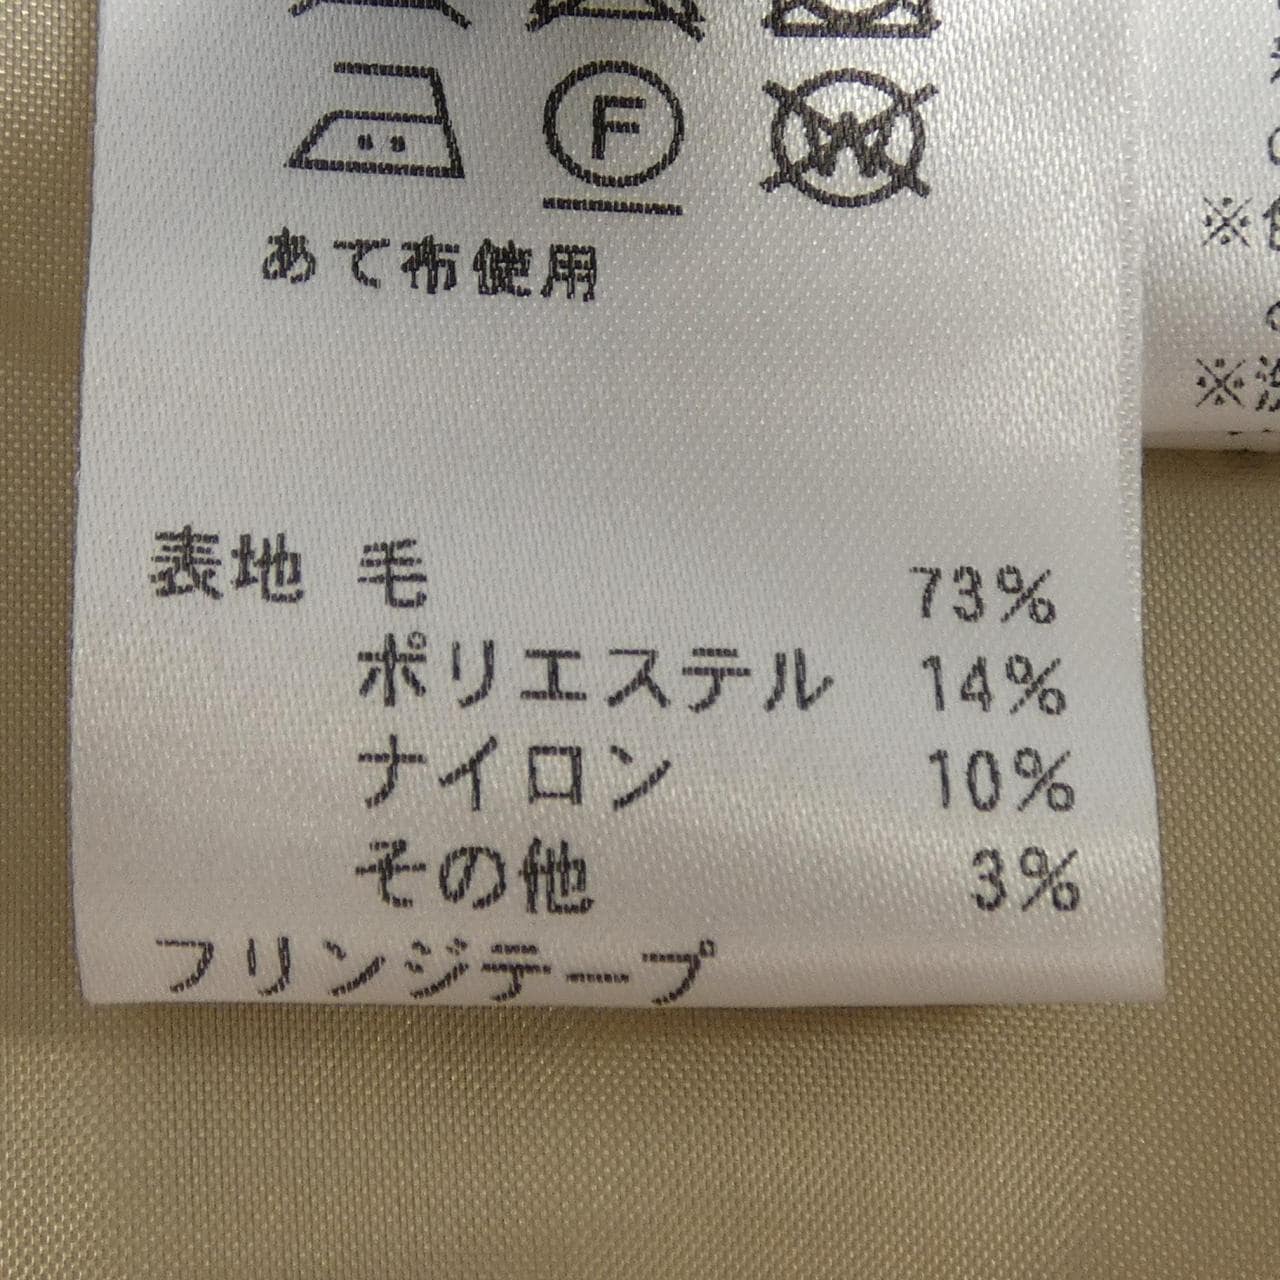 F
W
あて布使用
表地 毛 73%
ポリエステル 14%
ナイロン 10%
その他 3%
フリンジテープ
※
※